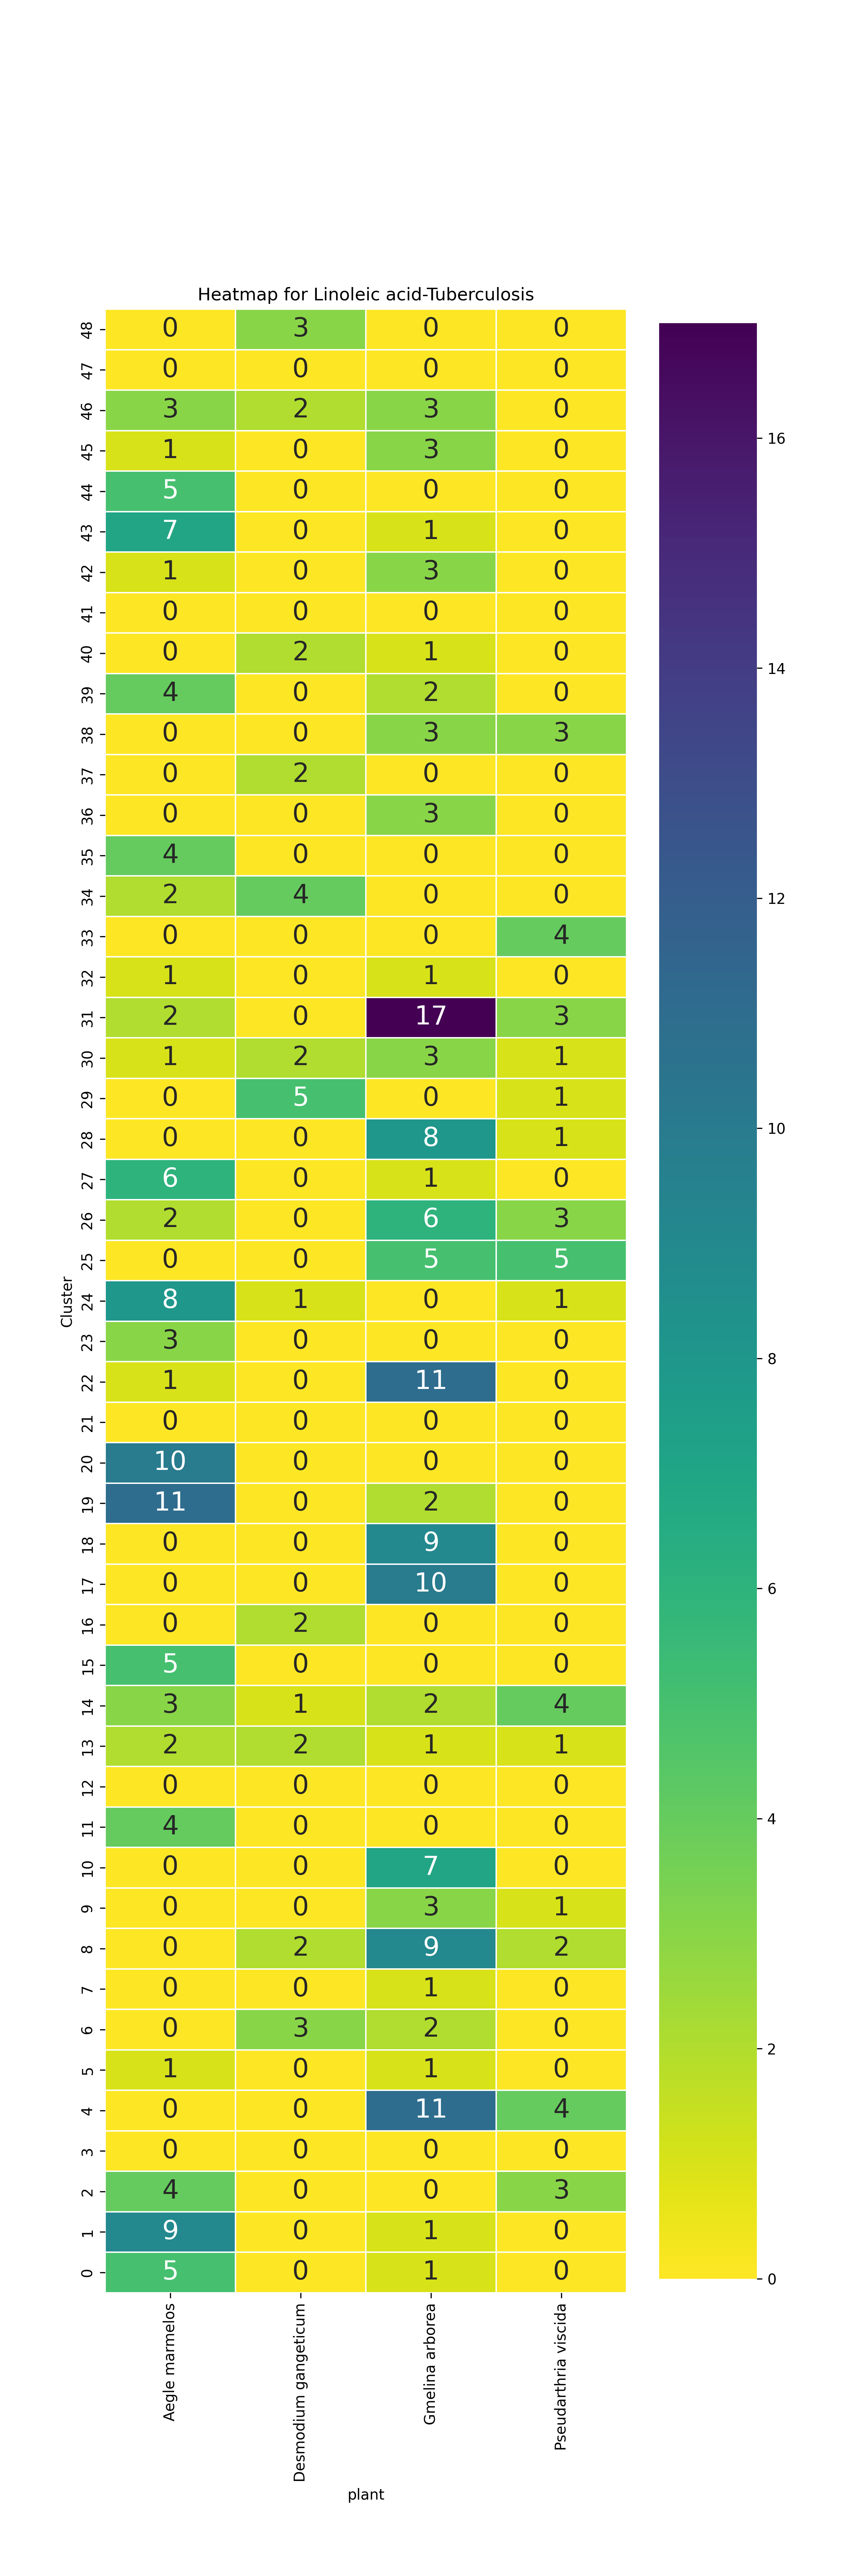 Heatmap for Linoleic acid-Tuberculosis
48 0 3 0 0
47 0 0 0 0
46 3 2 3 0
45 1 0 3 0
44 5 0 0 0
43 7 0 1 0
42 1 0 3 0
41 0 0 0 0
40 0 2 1 0
39 4 0 2 0
38 0 0 3 3
37 0 2 0 0
36 0 0 3 0
35 4 0 0 0
34 2 4 0 0
33 0 0 0 4
32 1 0 1 0
31 2 0 17 3
30 1 2 3 1
29 0 5 0 1
28 0 0 8 1
27 6 0 1 0
26 2 0 6 3
25 0 0 5 5
24 8 1 0 1
23 3 0 0 0
22 1 0 11 0
21 0 0 0 0
20 10 0 0 0
19 11 0 2 0
18 0 0 9 0
17 0 0 10 0
16 0 2 0 0
15 5 0 0 0
14 3 1 2 4
13 2 2 1 1
12 0 0 0 0
11 4 0 0 0
10 0 0 7 0
9 0 0 3 1
8 0 2 9 2
7 0 0 1 0
6 0 3 2 0
5 1 0 1 0
4 0 0 11 4
3 0 0 0 0
2 4 0 0 3
1 9 0 1 0
0 5 0 1 0
Cluster
Aegle marmelos
Desmodium gangeticum
Gmelina arborea
Pseudarthria viscida
plant
16
14
12
10
8
6
4
2
0